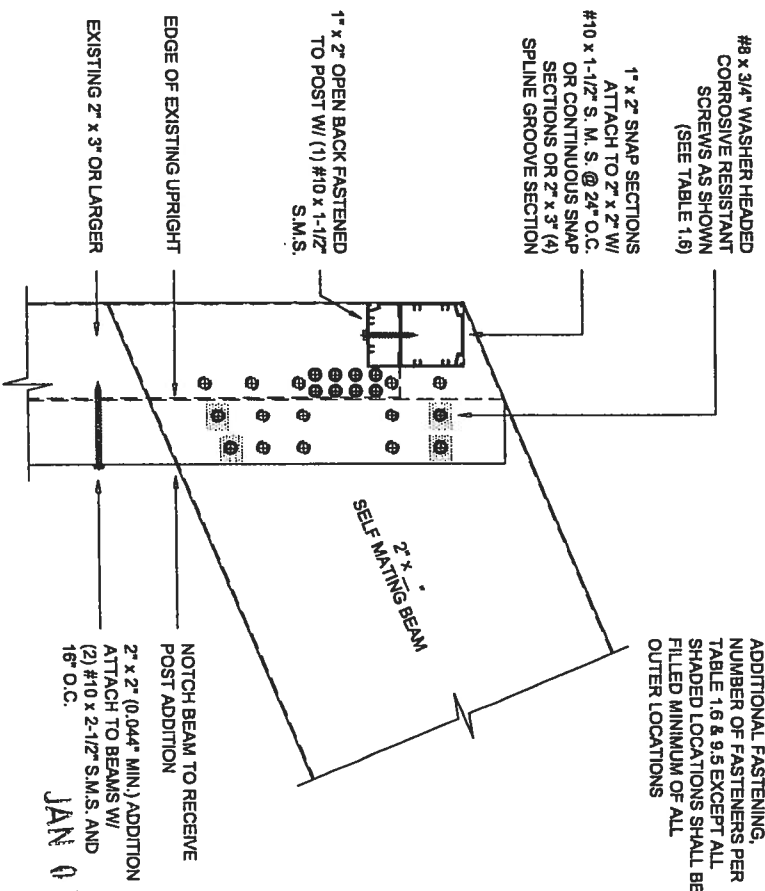 #8 x 3/4" WASHER HEADED
CORROSIVE RESISTANT
SCREWS AS SHOWN
(SEE TABLE 1.6)
1" x 2" SNAP SECTIONS
ATTACH TO 2" x 2" W/
#10 x 1-1/2" S. M. S. @ 24" O.C.
OR CONTINUOUS SNAP
SECTIONS OR 2" x 3" (4)
SPLINE GROOVE SECTION
1" x 2" OPEN BACK FASTENED
TO POST W/ (1) #10 x 1-1/2"
S.M.S.
EDGE OF EXISTING UPRIGHT
EXISTING 2" x 3" OR LARGER
2" x __"
SELF MATING BEAM
ADDITIONAL FASTENING,
NUMBER OF FASTENERS PER
TABLE 1.6 & 9.5 EXCEPT ALL
SHADED LOCATIONS SHALL BE
FILLED MINIMUM OF ALL
OUTER LOCATIONS
NOTCH BEAM TO RECEIVE
POST ADDITION
2" x 2" (0.044" MIN.) ADDITION
ATTACH TO BEAMS W/
(2) #10 x 2-1/2" S.M.S. AND
16" O.C.
JAN 0